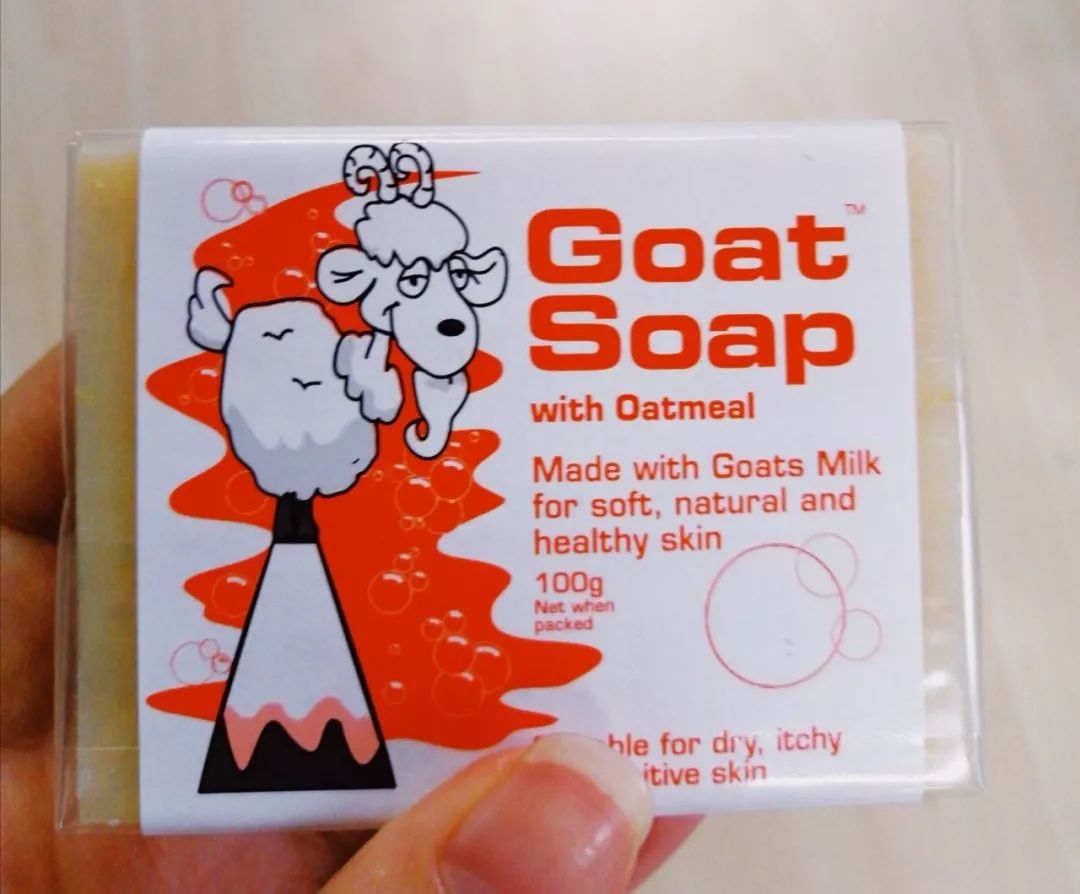 Goat™
Soap
with Oatmeal
Made with Goats Milk
for soft, natural and
healthy skin
100g
Net when
packed
for dry, itchy
skin